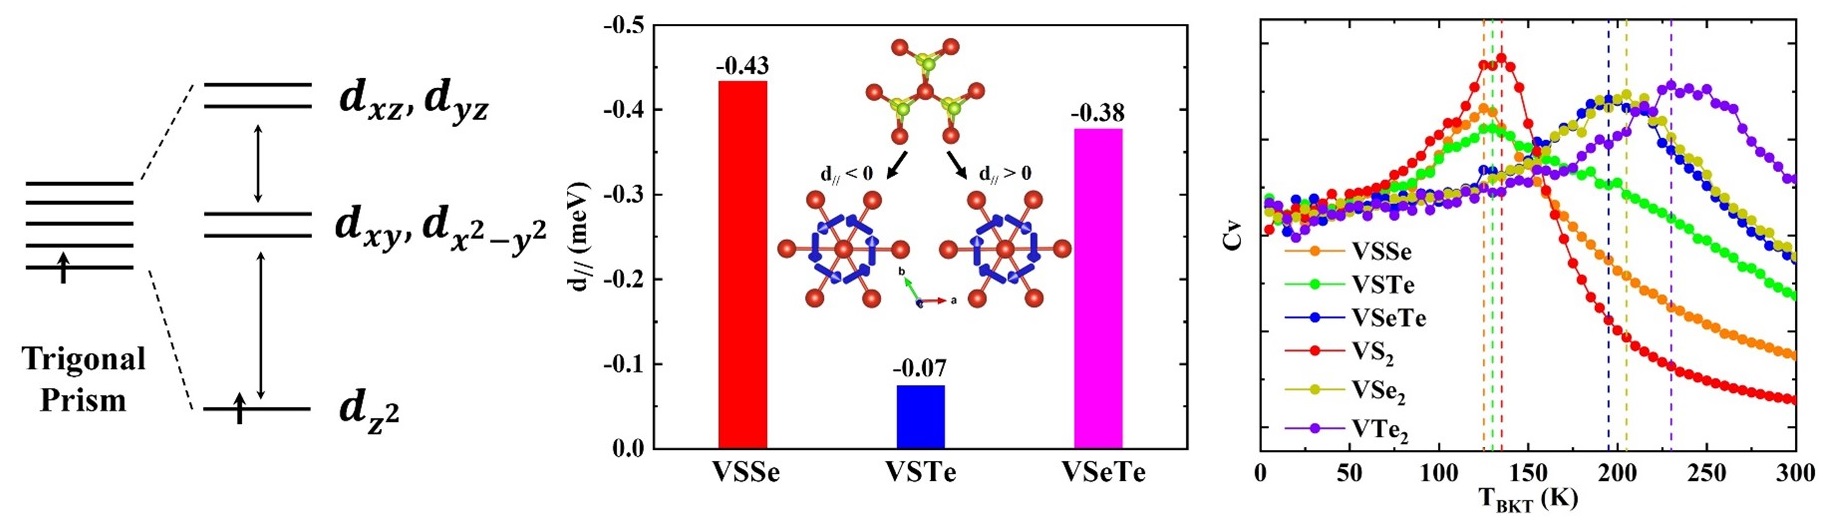 Trigonal
Prism
d_{xz}, d_{yz}
d_{xy}, d_{x^2-y^2}
d_{z^2}
d_{//} (meV)
-0.5
-0.4
-0.3
-0.2
-0.1
0.0
-0.43
-0.07
-0.38
d_{//} < 0
d_{//} > 0
b
a
VSSe
VSTe
VSeTe
Cv
VSSe
VSTe
VSeTe
VS_2
VSe_2
VTe_2
0
50
100
150
200
250
300
T_{BKT} (K)